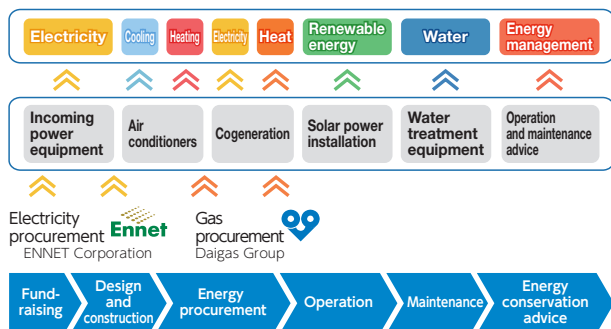 Electricity
Cooling
Heating
Electricity
Heat
Renewable
energy
Water
Energy
management
Incoming
power
equipment
Air
conditioners
Cogeneration
Solar power
installation
Water
treatment
equipment
Operation
and maintenance
advice
Electricity
procurement
ENNET Corporation
Ennet
Gas
procurement
Daigas Group
Fund-
raising
Design
and
construction
Energy
procurement
Operation
Maintenance
Energy
conservation
advice